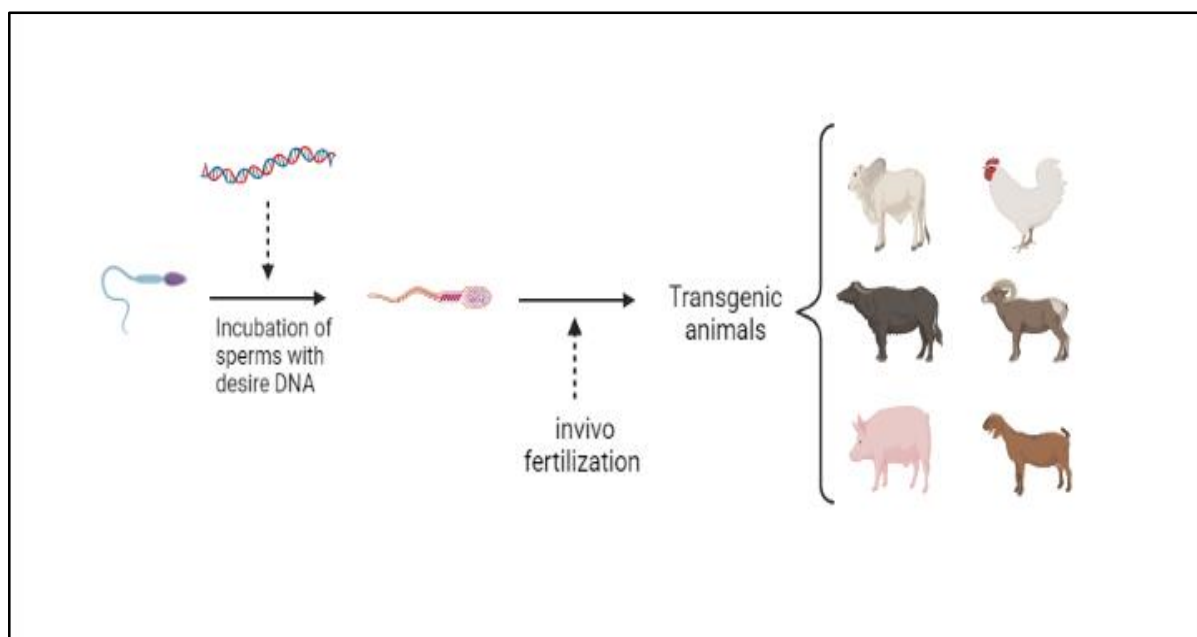 Incubation of
sperms with
desire DNA
invivo
fertilization
Transgenic
animals